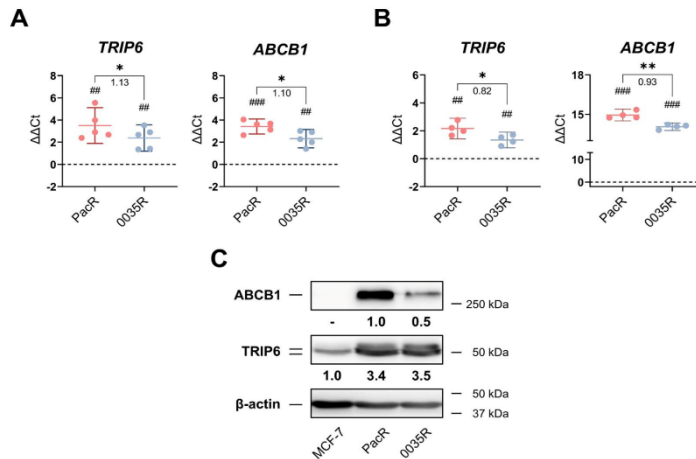 A
TRIP6
ΔΔCt
8
6
4
2
0
-2
##
*
1.13
##
PacR
0035R
ABCB1
ΔΔCt
8
6
4
2
0
-2
###
*
1.10
##
PacR
0035R
B
TRIP6
ΔΔCt
6
4
2
0
-2
##
*
0.82
##
PacR
0035R
ABCB1
ΔΔCt
15
10
0
###
**
0.93
###
PacR
0035R
C
ABCB1
250 kDa
- 1.0 0.5
TRIP6
50 kDa
1.0 3.4 3.5
β-actin
50 kDa
37 kDa
MCF-7
PacR
0035R